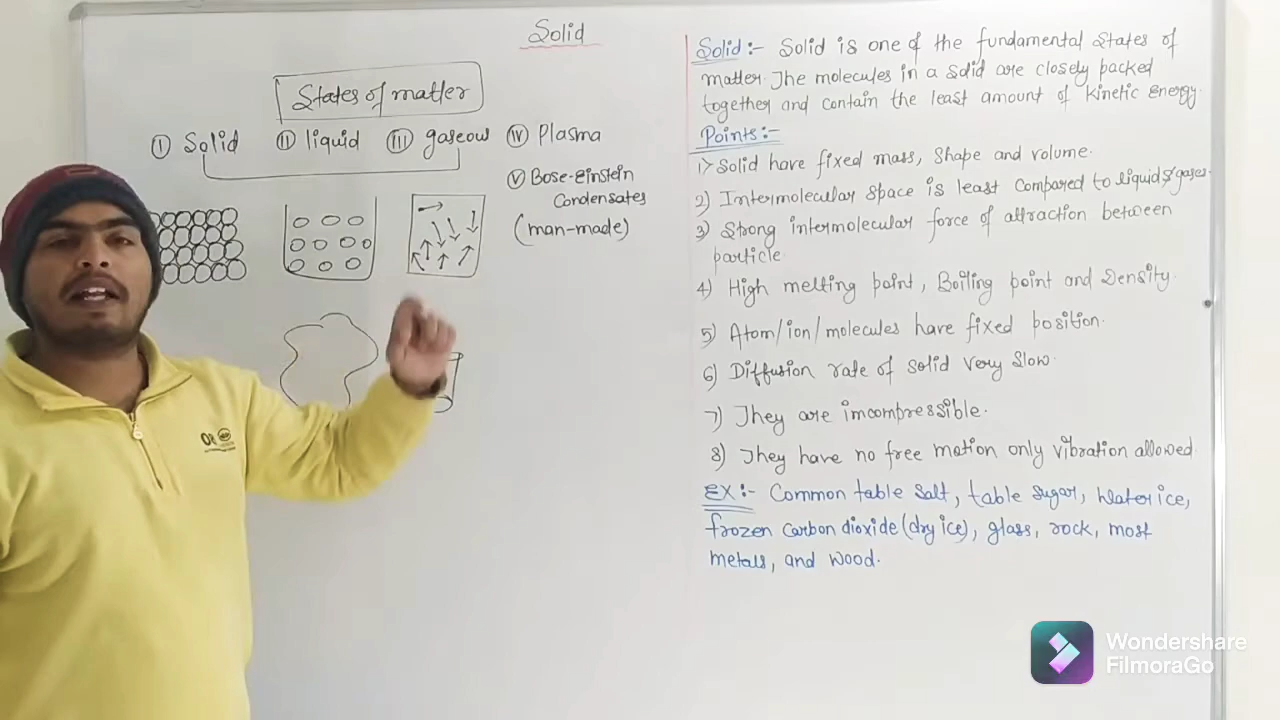 Solid
States of matter
I Solid II liquid III gaseous IV Plasma
V Bose-Einstein
Condensates
(man-made)
Solid:- Solid is one of the fundamental States of
matter. The molecules in a solid are closely packed
together and contain the least amount of kinetic energy.
Points:-
1) Solid have fixed mass, shape and volume.
2) Intermolecular space is least compared to liquids/gases.
3) Strong intermolecular force of attraction between
particle.
4) High melting point, Boiling point and Density.
5) Atom/ion/molecules have fixed position.
6) Diffusion rate of solid very slow
7) They are incompressible.
8) They have no free motion only vibration allowed.
EX:- Common table salt, table sugar, water ice,
frozen carbon dioxide (dry ice), glass, rock, most
metals, and wood.
Wondershare
FilmoraGo